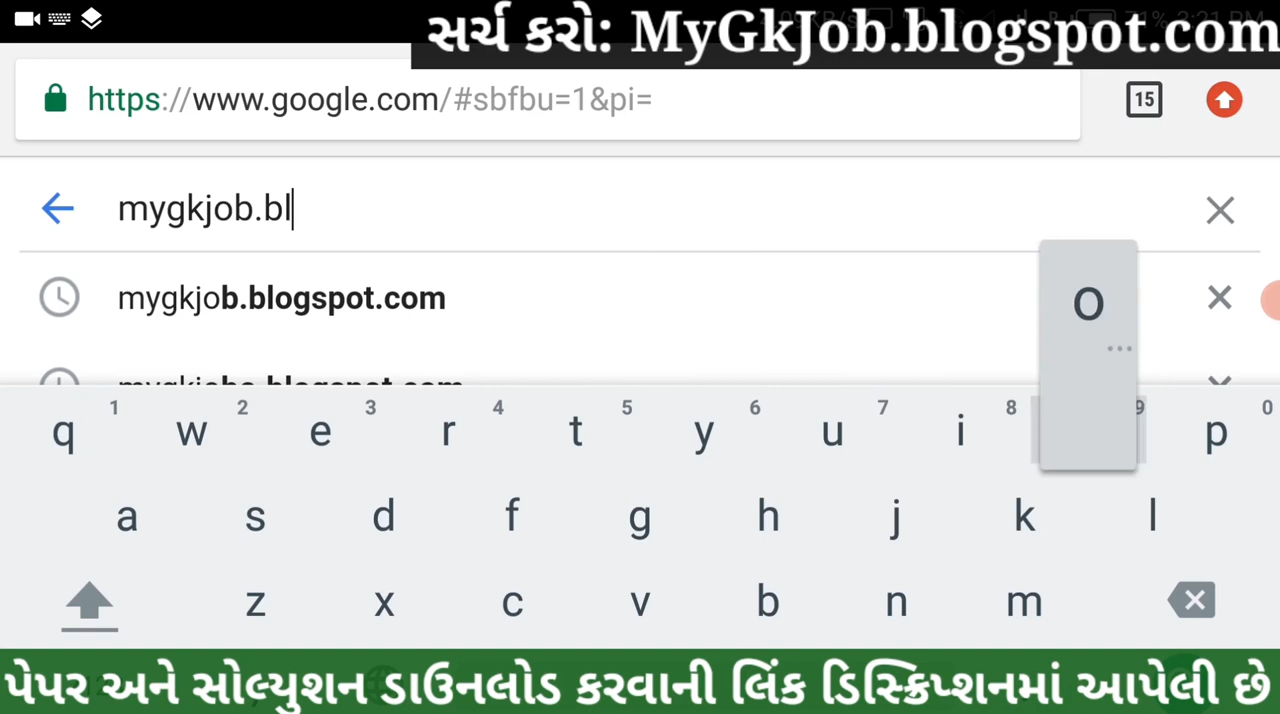 સર્ચ કરો: MyGkJob.blogspot.com
https://www.google.com/#sbfbu=1&pi=
15
mygkjob.bl
mygkjob.blogspot.com
o
1 2 3 4 5 6 7 8 9 0
q w e r t y u i p
a s d f g h j k l
z x c v b n m
પેપર અને સોલ્યુશન ડાઉનલોડ કરવાની લિંક ડિસ્ક્રિપ્શનમાં આપેલી છે